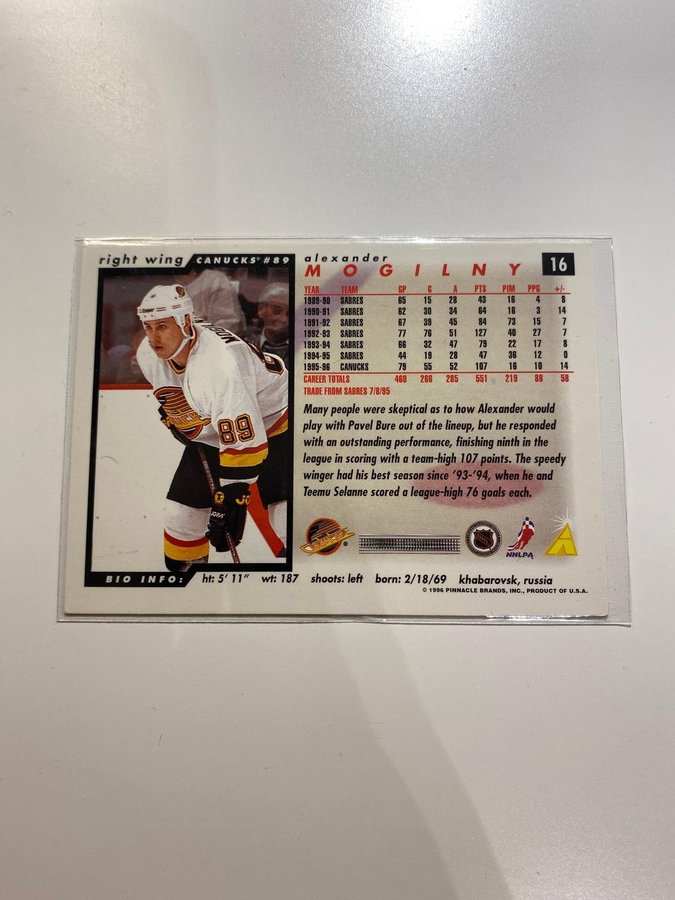 right wing CANUCKS #89
alexander
MOGILNY 16
YEAR TEAM GP G A PTS PIM PPG +/-
1989-90 SABRES 65 15 28 43 16 4 8
1990-91 SABRES 62 30 34 64 16 3 14
1991-92 SABRES 67 39 45 84 73 15 7
1992-93 SABRES 77 76 51 127 40 27 7
1993-94 SABRES 66 32 47 79 22 17 8
1994-95 SABRES 44 19 28 47 36 12 0
1995-96 CANUCKS 79 55 52 107 16 10 14
CAREER TOTALS 460 266 285 551 219 88 58
TRADE FROM SABRES 7/8/95
Many people were skeptical as to how Alexander would
play with Pavel Bure out of the lineup, but he responded
with an outstanding performance, finishing ninth in the
league in scoring with a team-high 107 points. The speedy
winger had his best season since '93-'94, when he and
Teemu Selanne scored a league-high 76 goals each.
89
NHLPA
BIO INFO: ht: 5' 11" wt: 187 shoots: left born: 2/18/69 khabarovsk, russia
© 1996 PINNACLE BRANDS, INC., PRODUCT OF U.S.A.